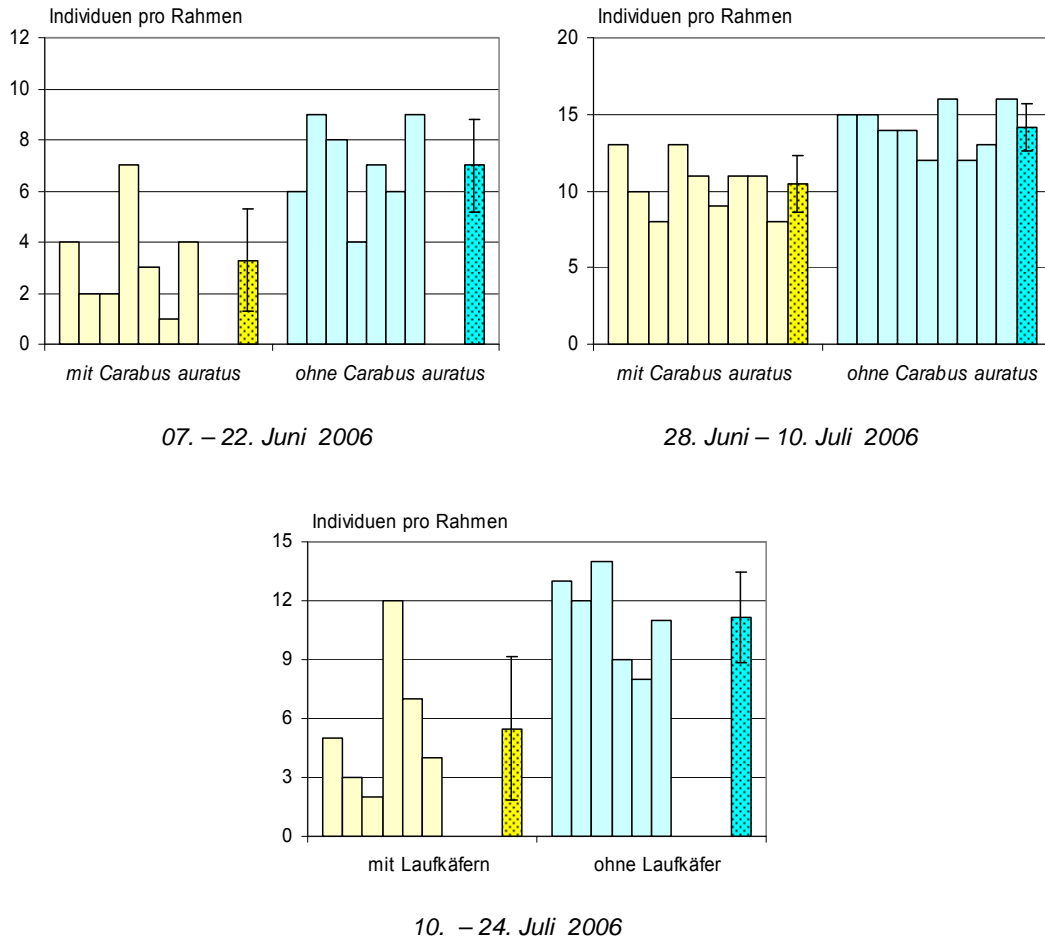 Individuen pro Rahmen
12
10
8
6
4
2
0
mit Carabus auratus
ohne Carabus auratus
07. – 22. Juni 2006
Individuen pro Rahmen
20
15
10
5
0
mit Carabus auratus
ohne Carabus auratus
28. Juni – 10. Juli 2006
Individuen pro Rahmen
15
12
9
6
3
0
mit Laufkäfern
ohne Laufkäfer
10. – 24. Juli 2006